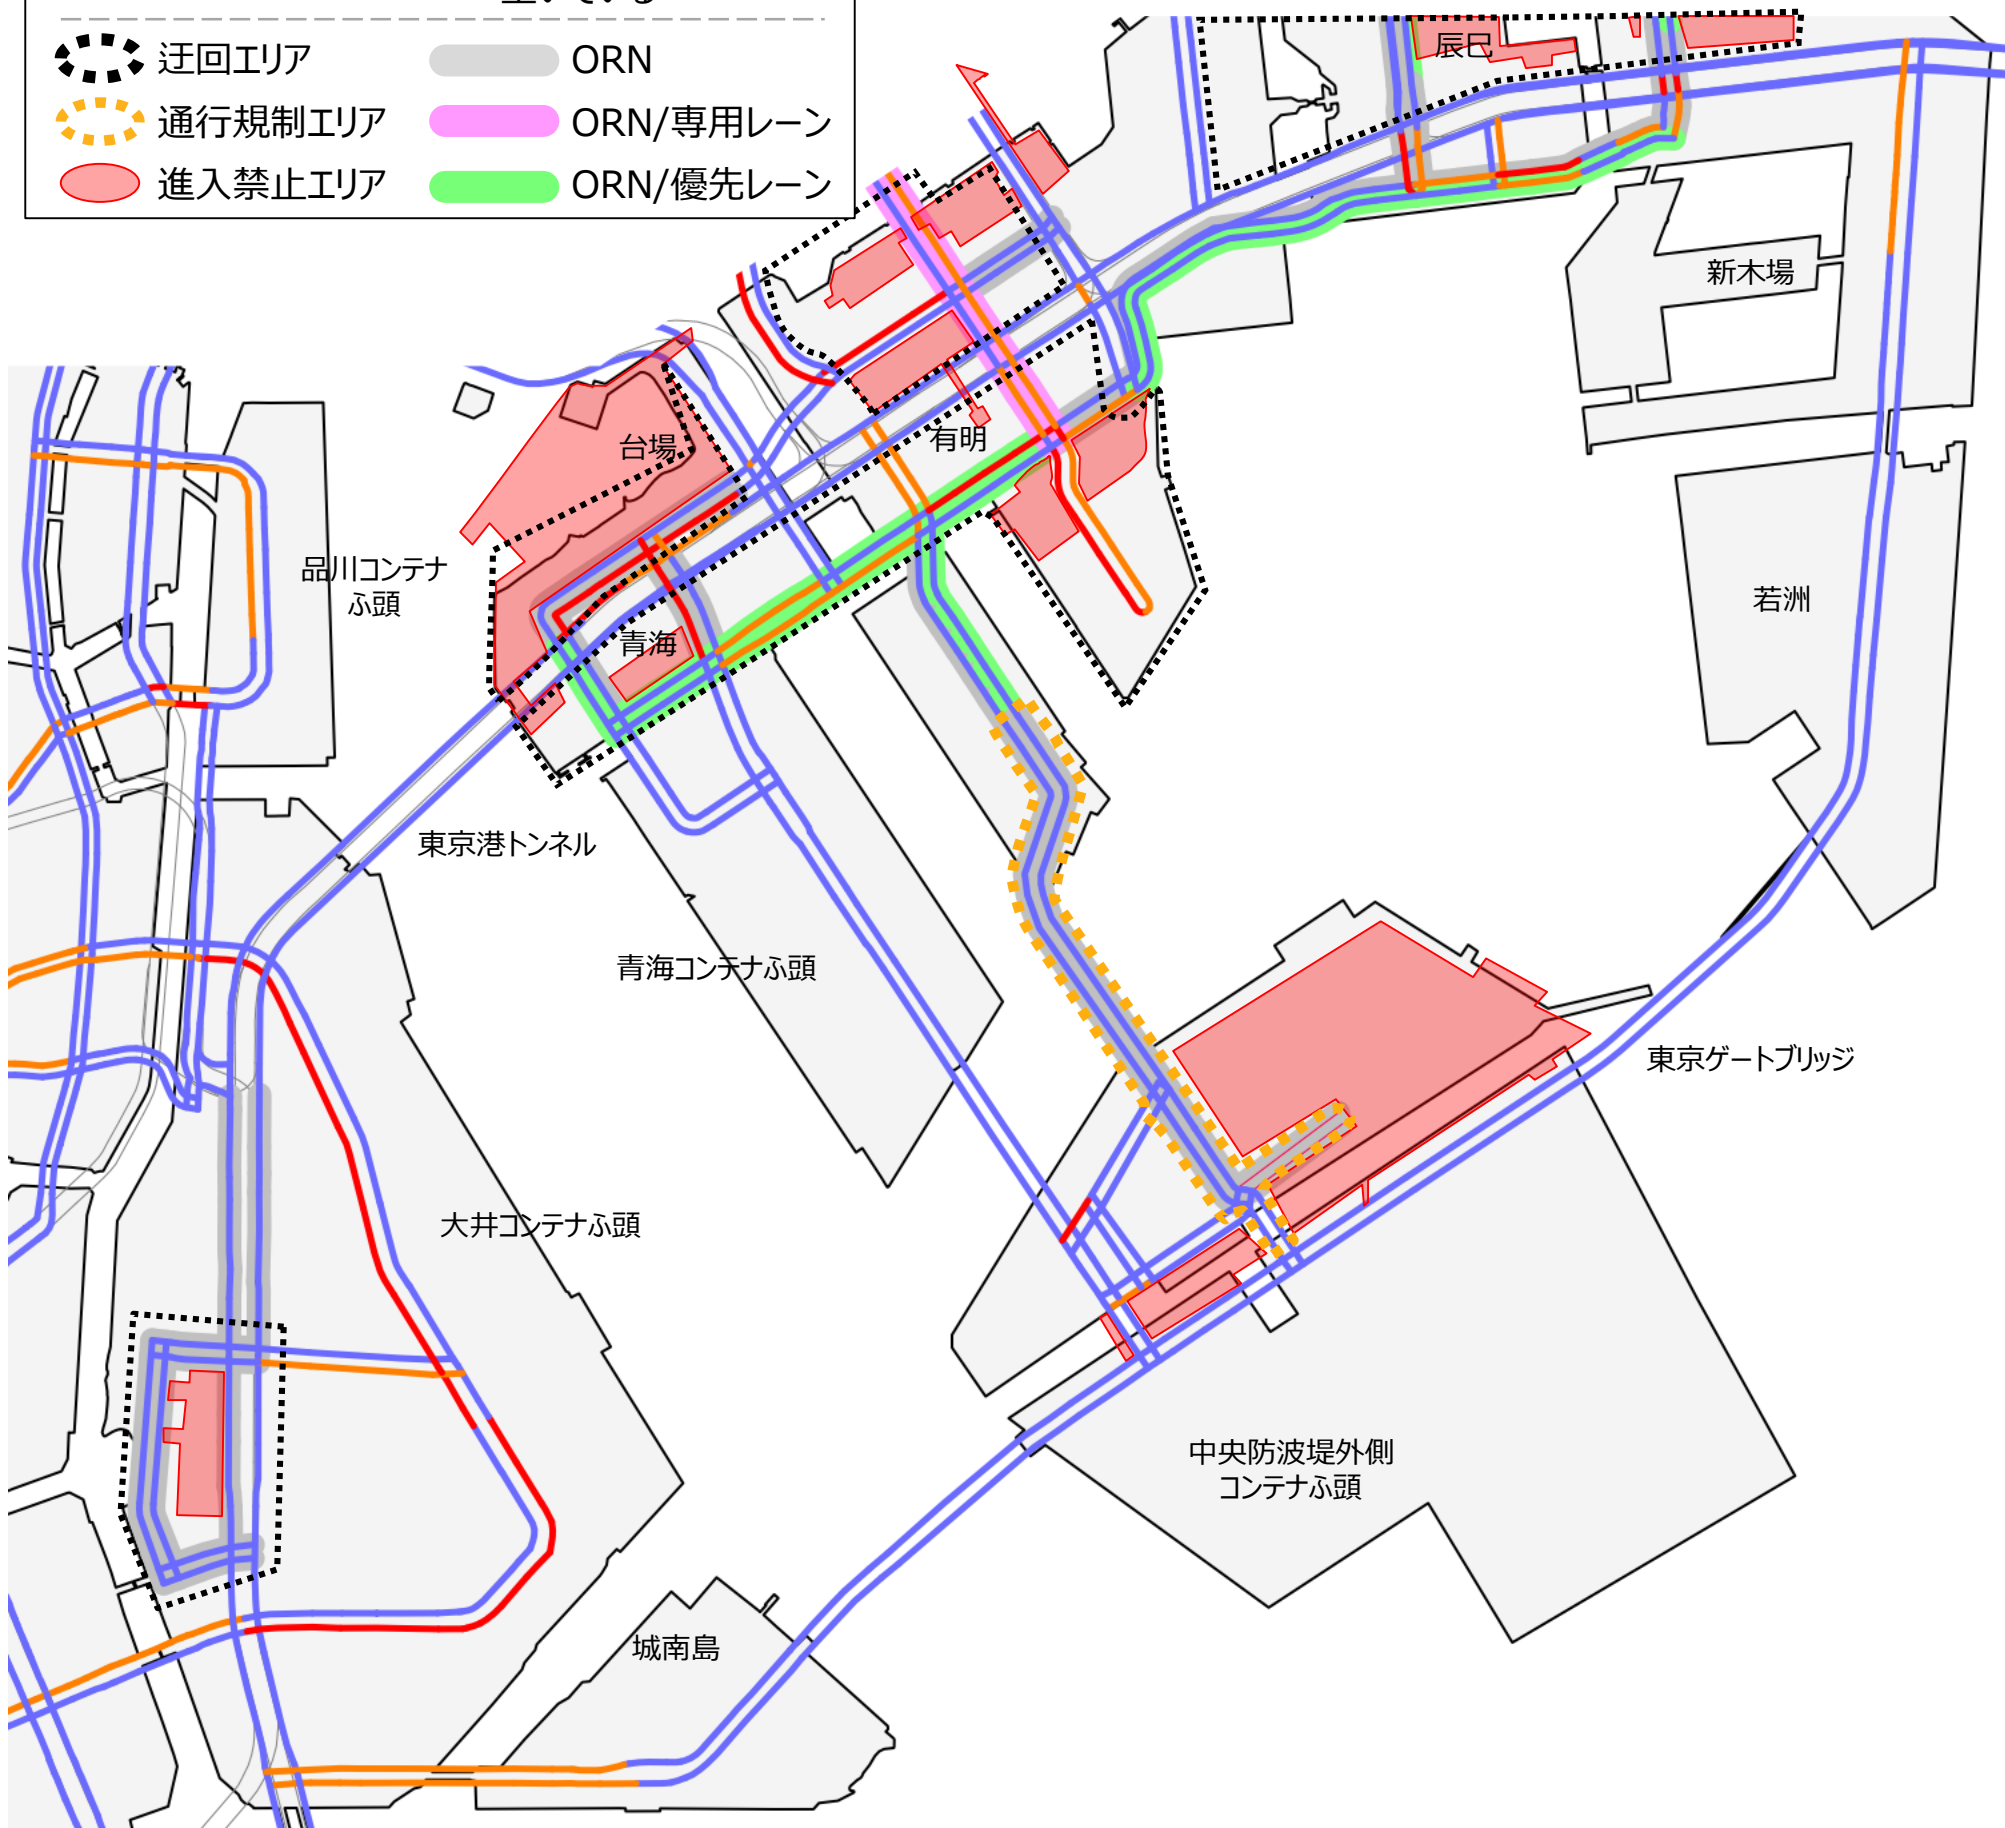 空いている
迂回エリア
ORN
通行規制エリア
ORN/専用レーン
進入禁止エリア
ORN/優先レーン
辰巳
新木場
有明
台場
品川コンテナ
ふ頭
青海
若洲
東京港トンネル
青海コンテナふ頭
東京ゲートブリッジ
大井コンテナふ頭
中央防波堤外側
コンテナふ頭
城南島